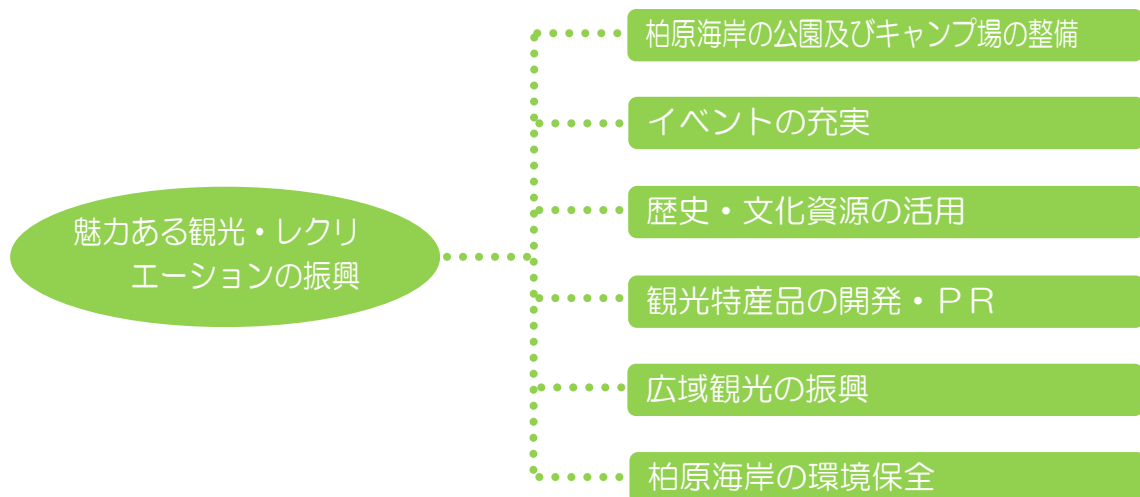 魅力ある観光・レクリ
エーションの振興
柏原海岸の公園及びキャンプ場の整備
イベントの充実
歴史・文化資源の活用
観光特産品の開発・ＰＲ
広域観光の振興
柏原海岸の環境保全